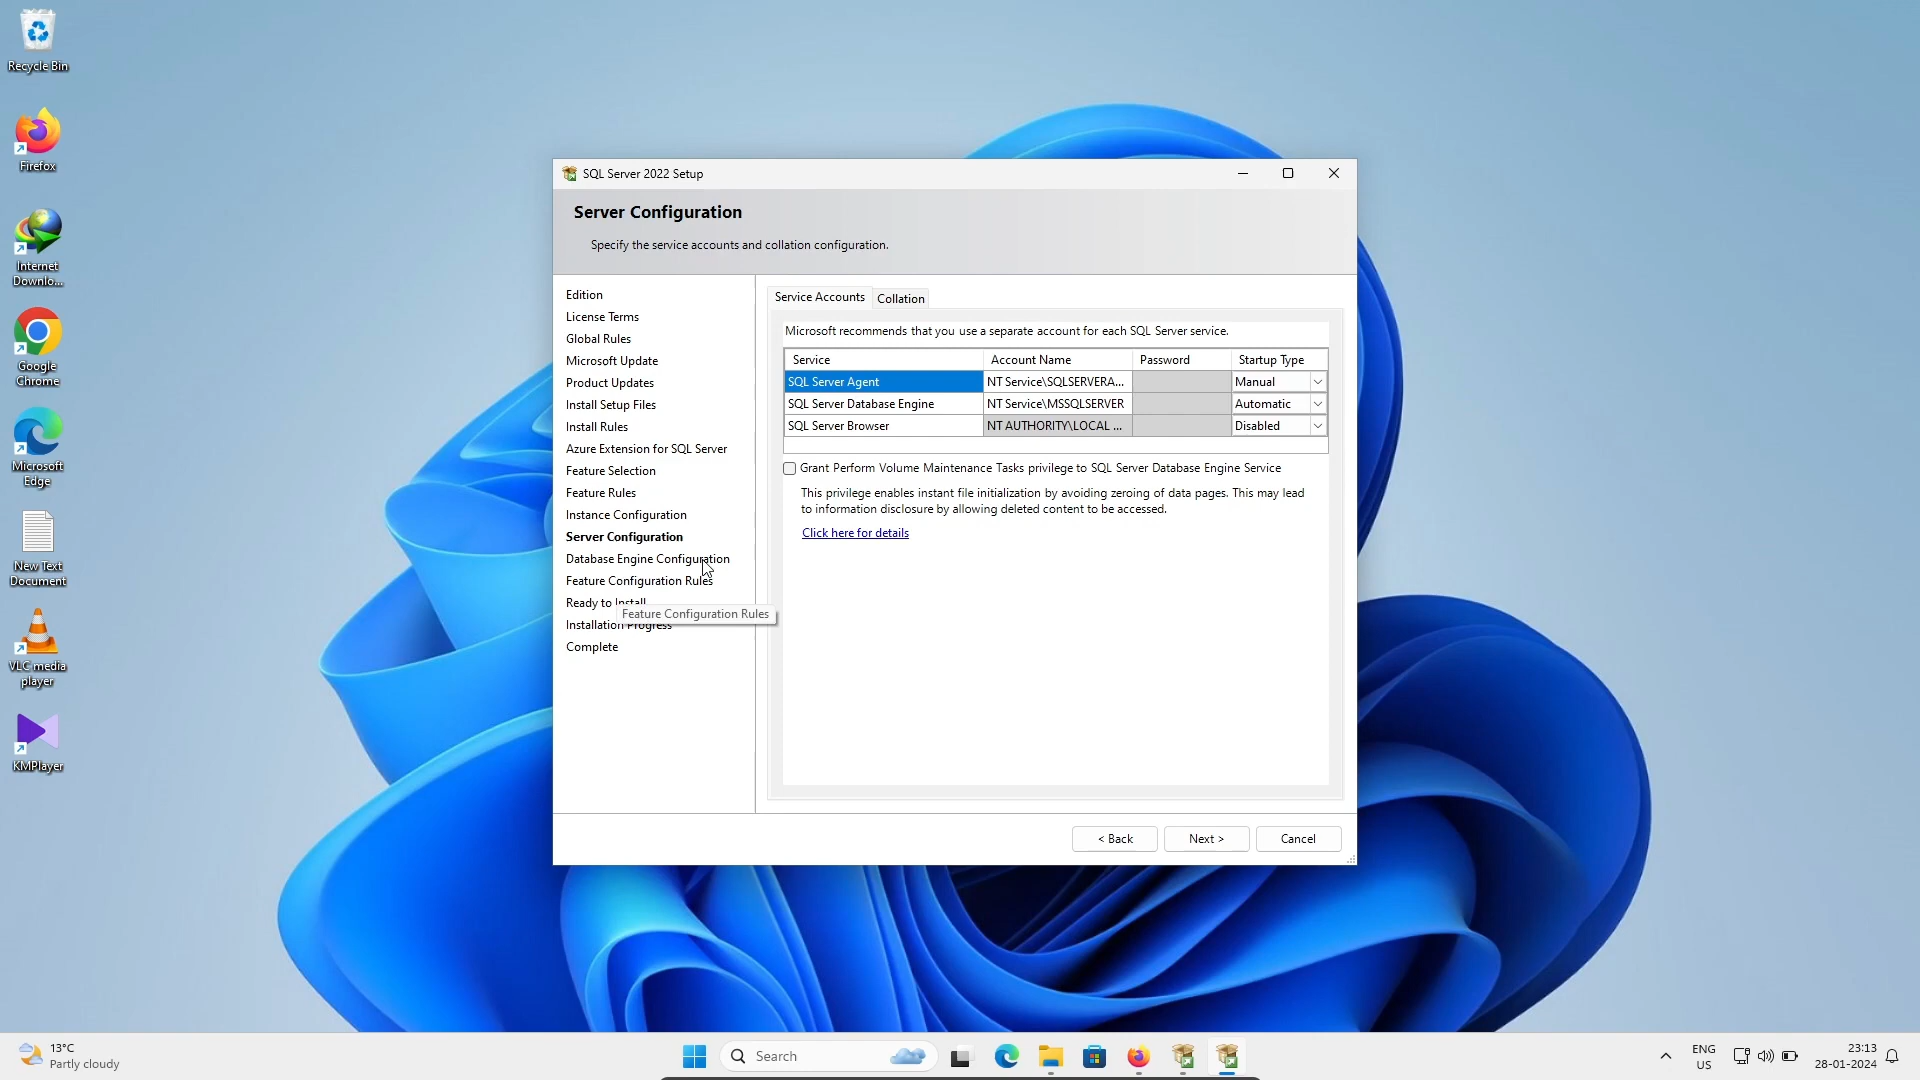 Recycle Bin
Firefox
Internet
Downlo...
Google
Chrome
Microsoft
Edge
New Text
Document
VLC media
player
KMPlayer
SQL Server 2022 Setup
Server Configuration
Specify the service accounts and collation configuration.
Edition
License Terms
Global Rules
Microsoft Update
Product Updates
Install Setup Files
Install Rules
Azure Extension for SQL Server
Feature Selection
Feature Rules
Instance Configuration
Server Configuration
Database Engine Configuration
Feature Configuration Rules
Ready to Install
Feature Configuration Rules
Installation Progress
Complete
Service Accounts Collation
Microsoft recommends that you use a separate account for each SQL Server service.
Service Account Name Password Startup Type
SQL Server Agent NT Service\SQLSERVERA... Manual
SQL Server Database Engine NT Service\MSSQLSERVER Automatic
SQL Server Browser NT AUTHORITY\LOCAL ... Disabled
Grant Perform Volume Maintenance Tasks privilege to SQL Server Database Engine Service
This privilege enables instant file initialization by avoiding zeroing of data pages. This may lead
to information disclosure by allowing deleted content to be accessed.
Click here for details
< Back Next > Cancel
13°C
Partly cloudy
Search
ENG
US
23:13
28-01-2024